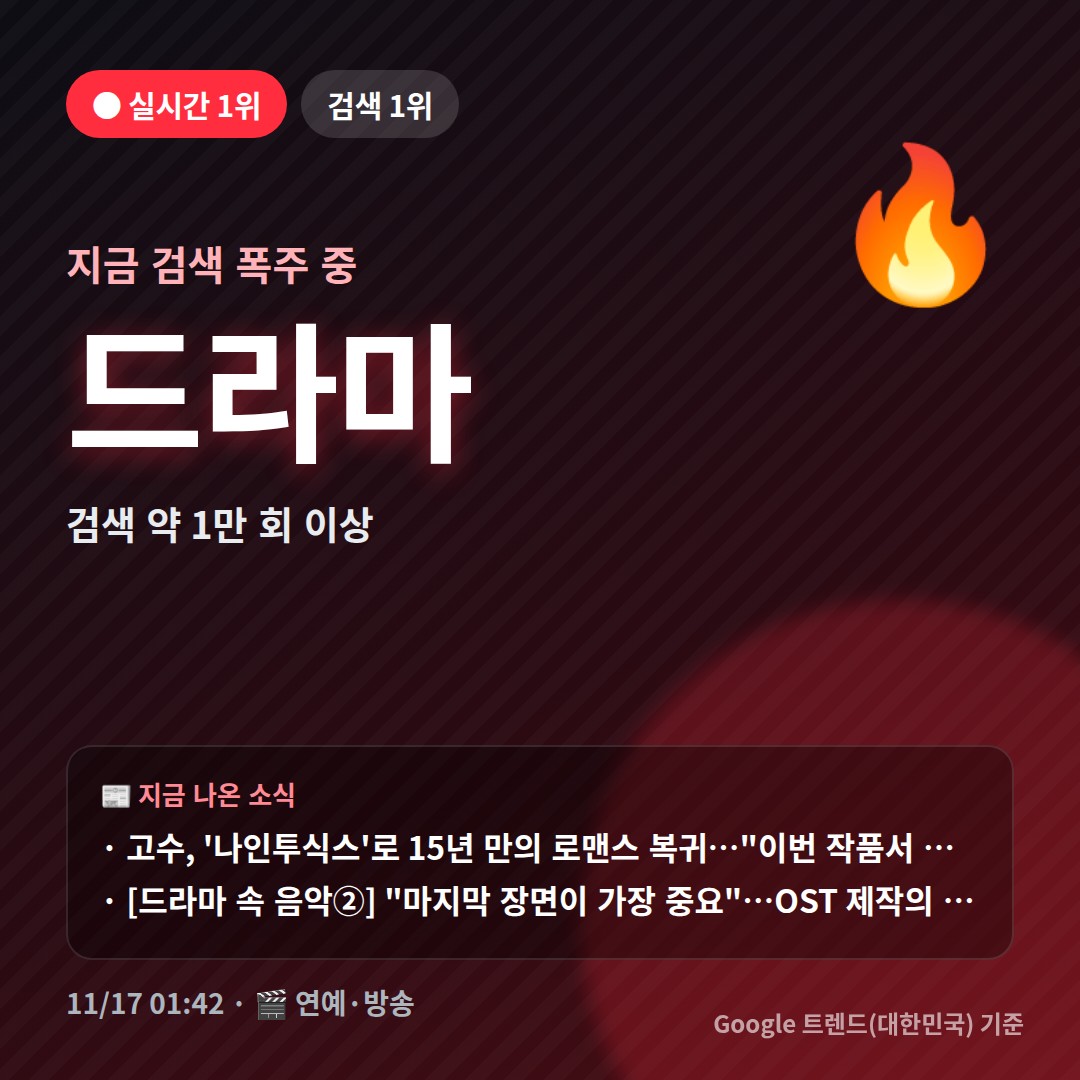 실시간 1위 검색 1위
지금 검색 폭주 중
드라마
검색 약 1만 회 이상
📰 지금 나온 소식
· 고수, '나인투식스'로 15년 만의 로맨스 복귀…"이번 작품서 …
· [드라마 속 음악②] "마지막 장면이 가장 중요"…OST 제작의 …
11/17 01:42 · 🎬 연예·방송
Google 트렌드(대한민국) 기준